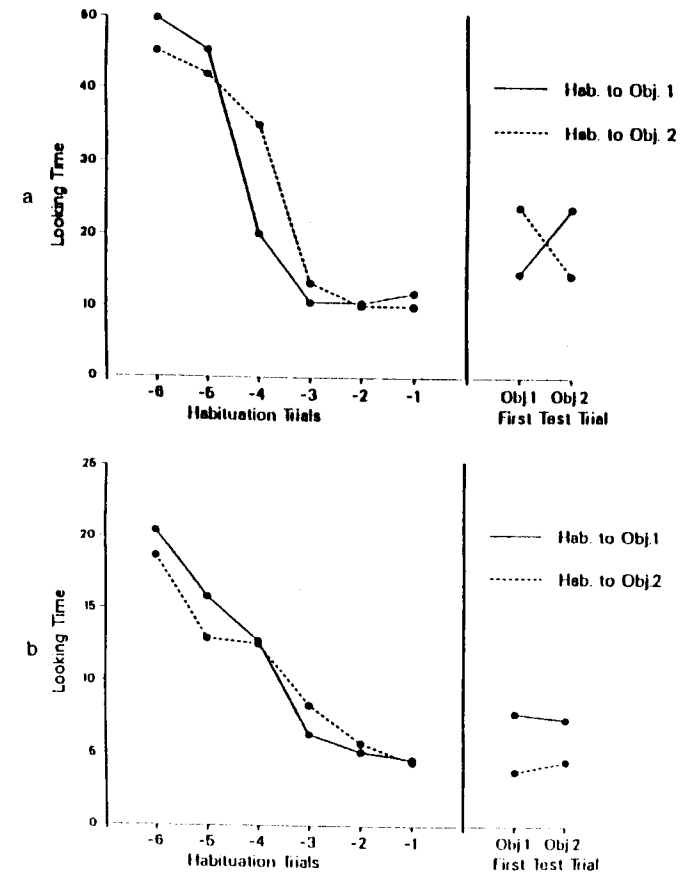 a
Looking Time
50
40
30
20
10
0
-6 -5 -4 -3 -2 -1
Habituation Trials
Hab. to Obj. 1
Hab. to Obj. 2
Obj.1 Obj.2
First Test Trial
b
Looking Time
25
20
15
10
5
0
-6 -5 -4 -3 -2 -1
Habituation Trials
Hab. to Obj.1
Hab. to Obj.2
Obj.1 Obj.2
First Test Trial